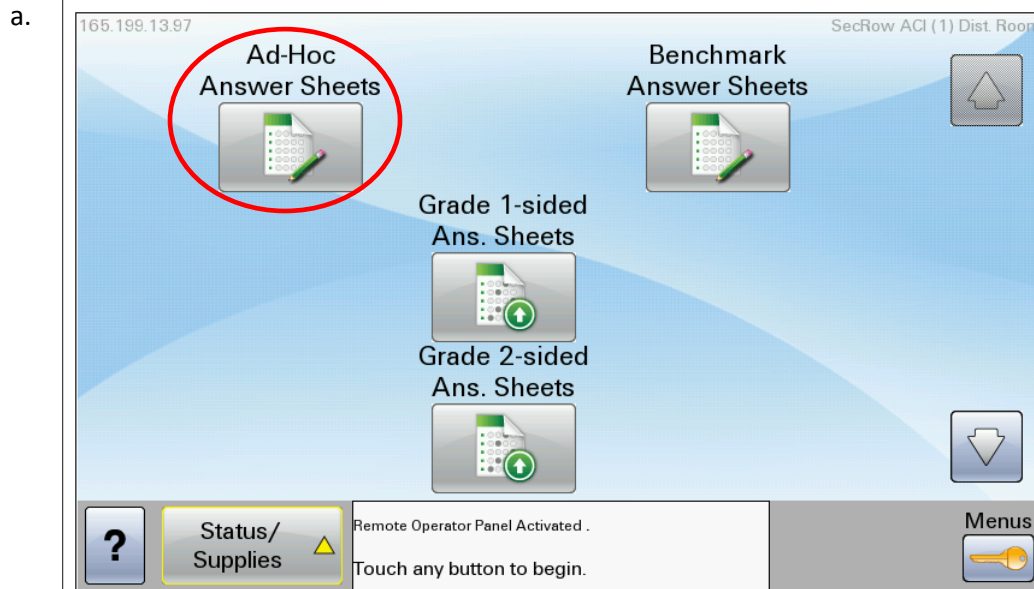 a.
165.199.13.97
SecRow ACI (1) Dist. Room
Ad-Hoc
Answer Sheets
Benchmark
Answer Sheets
Grade 1-sided
Ans. Sheets
Grade 2-sided
Ans. Sheets
?
Status/
Supplies
Remote Operator Panel Activated .
Touch any button to begin.
Menus